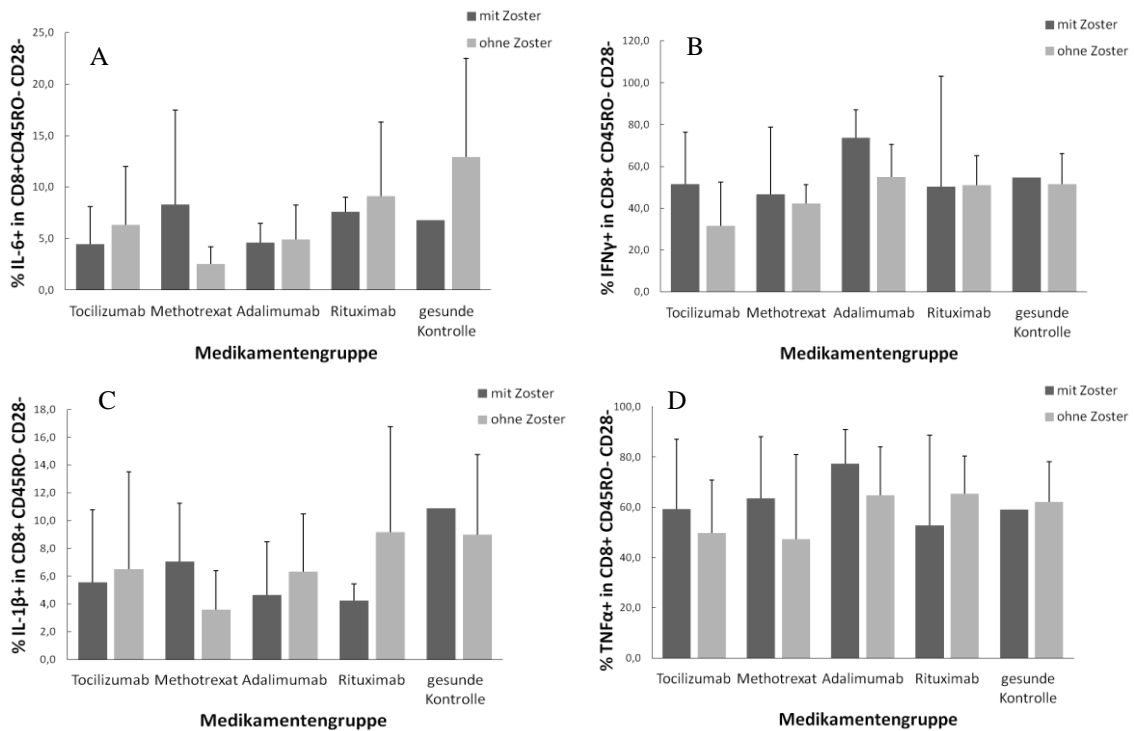 A
mit Zoster
ohne Zoster
% IL-6+ in CD8+CD45RO- CD28-
25,0
20,0
15,0
10,0
5,0
0,0
Tocilizumab Methotrexat Adalimumab Rituximab gesunde
Kontrolle
Medikamentengruppe
B
mit Zoster
ohne Zoster
% IFNγ+ in CD8+ CD45RO- CD28-
120,0
100,0
80,0
60,0
40,0
20,0
0,0
Tocilizumab Methotrexat Adalimumab Rituximab gesunde
Kontrolle
Medikamentengruppe
C
mit Zoster
ohne Zoster
% IL-1β+ in CD8+ CD45RO- CD28-
18,0
16,0
14,0
12,0
10,0
8,0
6,0
4,0
2,0
0,0
Tocilizumab Methotrexat Adalimumab Rituximab gesunde
Kontrolle
Medikamentengruppe
D
mit Zoster
ohne Zoster
% TNFα+ in CD8+ CD45RO- CD28-
100,0
80,0
60,0
40,0
20,0
0,0
Tocilizumab Methotrexat Adalimumab Rituximab gesunde
Kontrolle
Medikamentengruppe